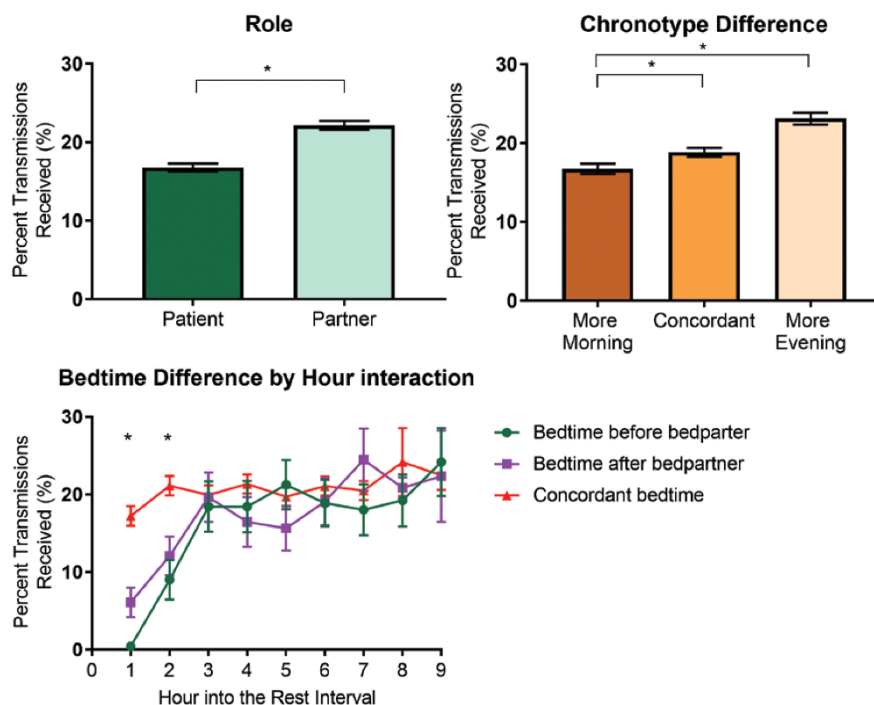 Role
*
Percent Transmissions
Received (%)
30
20
10
0
Patient
Partner
Chronotype Difference
*
*
Percent Transmissions
Received (%)
30
20
10
0
More
Morning
Concordant
More
Evening
Bedtime Difference by Hour interaction
* *
Percent Transmissions
Received (%)
30
20
10
0
0 1 2 3 4 5 6 7 8 9
Hour into the Rest Interval
Bedtime before bedparter
Bedtime after bedpartner
Concordant bedtime